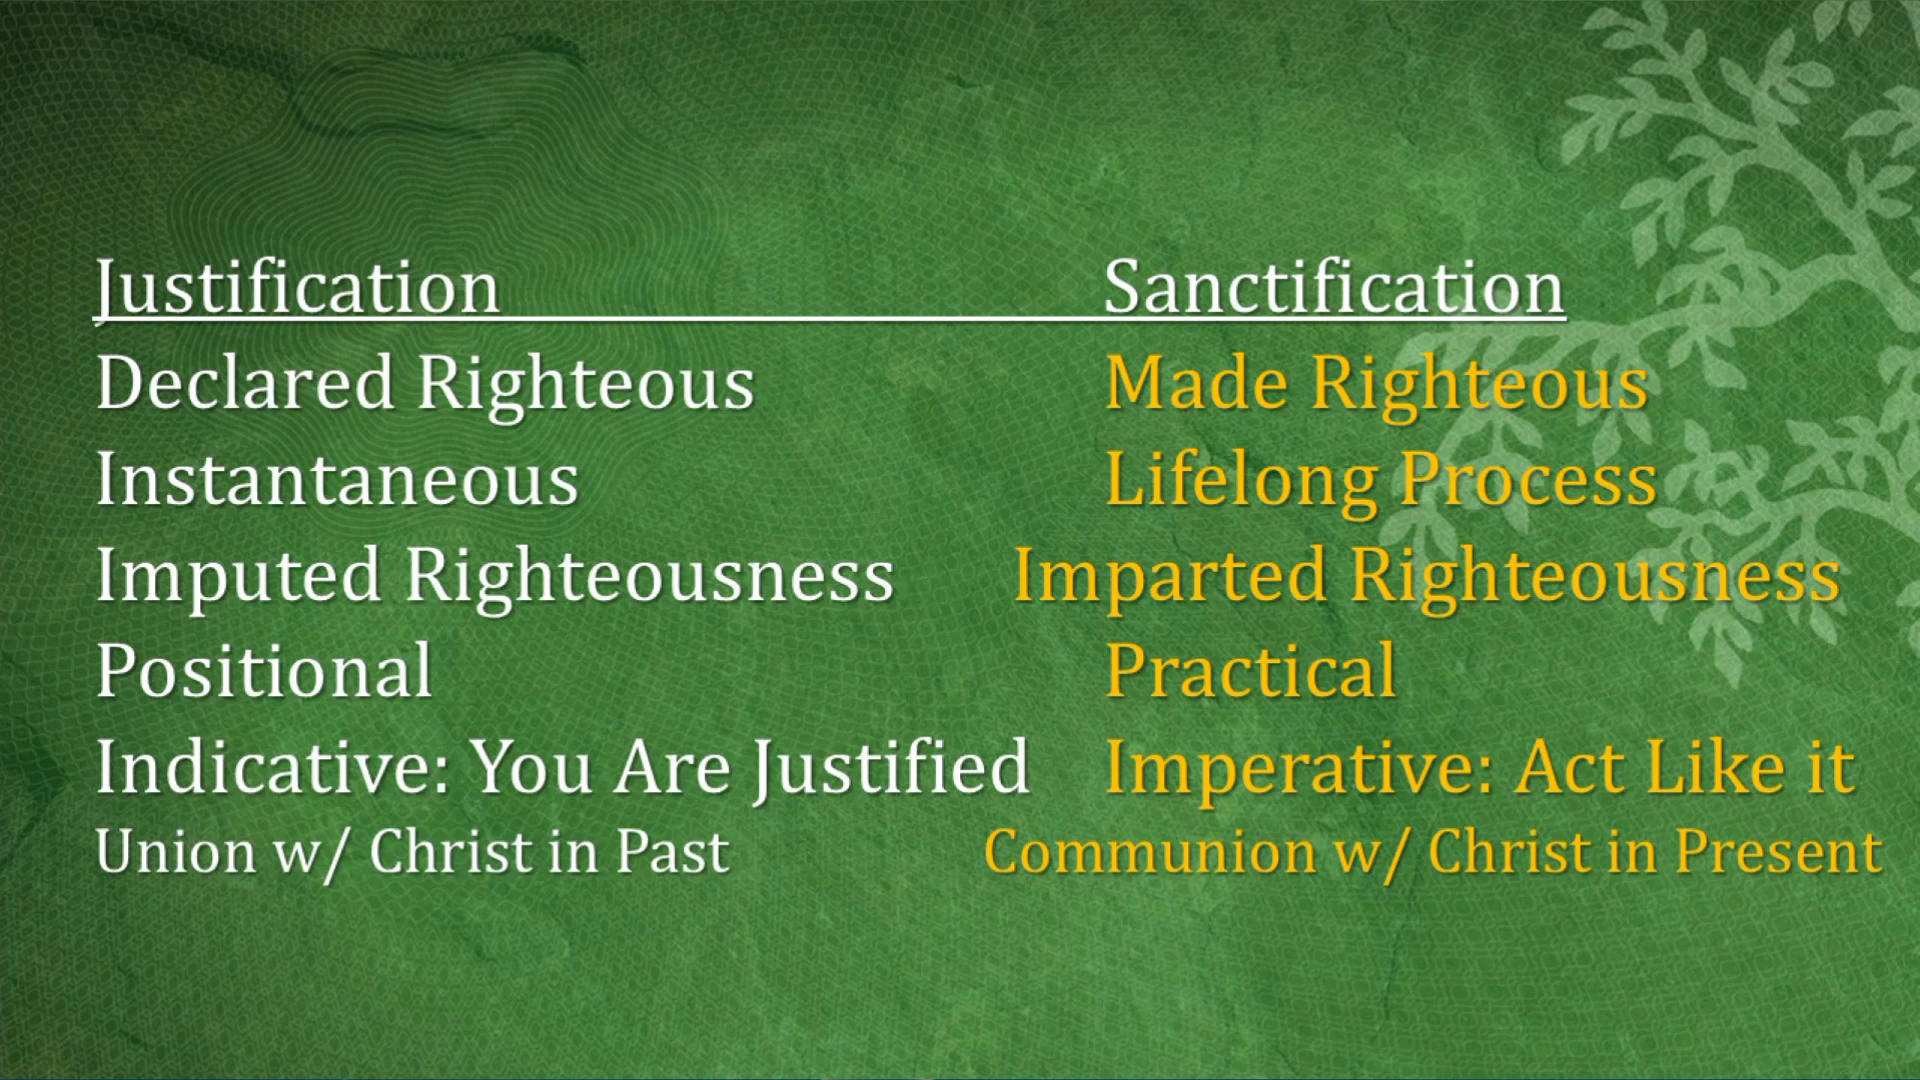 Justification Sanctification
Declared Righteous Made Righteous
Instantaneous Lifelong Process
Imputed Righteousness Imparted Righteousness
Positional Practical
Indicative: You Are Justified Imperative: Act Like it
Union w/ Christ in Past Communion w/ Christ in Present